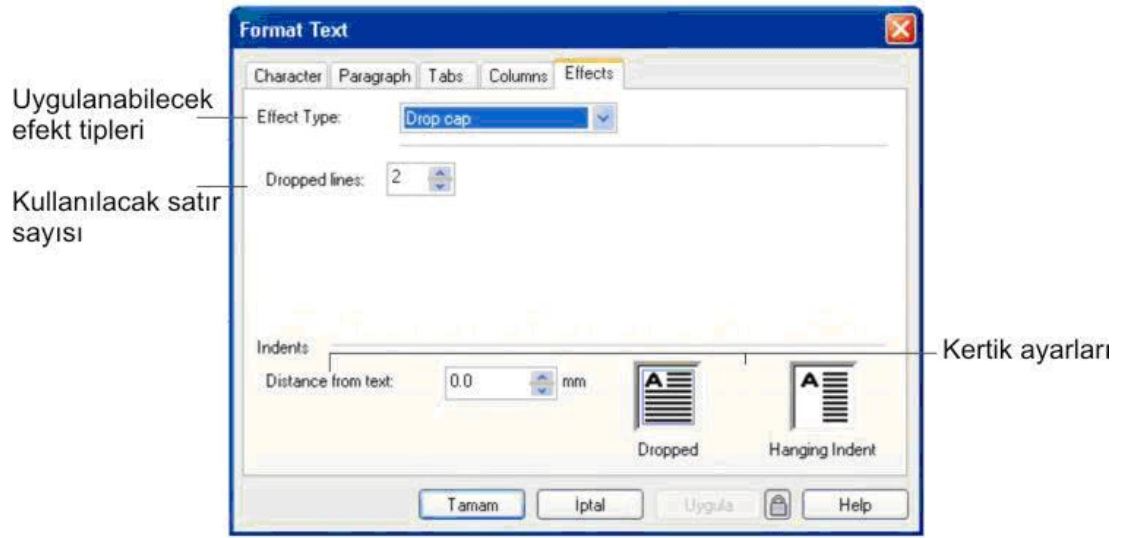 Format Text
Character Paragraph Tabs Columns Effects
Uygulanabilecek
efekt tipleri
Effect Type: Drop cap
Dropped lines: 2
Kullanılacak satır
sayısı
Indents
Kertik ayarları
Distance from text: 0.0 mm
A A
Dropped Hanging Indent
Tamam İptal Uygula Help